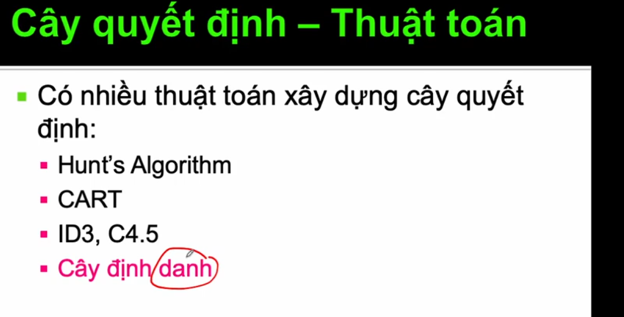 Cây quyết định – Thuật toán
Có nhiều thuật toán xây dựng cây quyết
định:
Hunt's Algorithm
CART
ID3, C4.5
Cây định danh